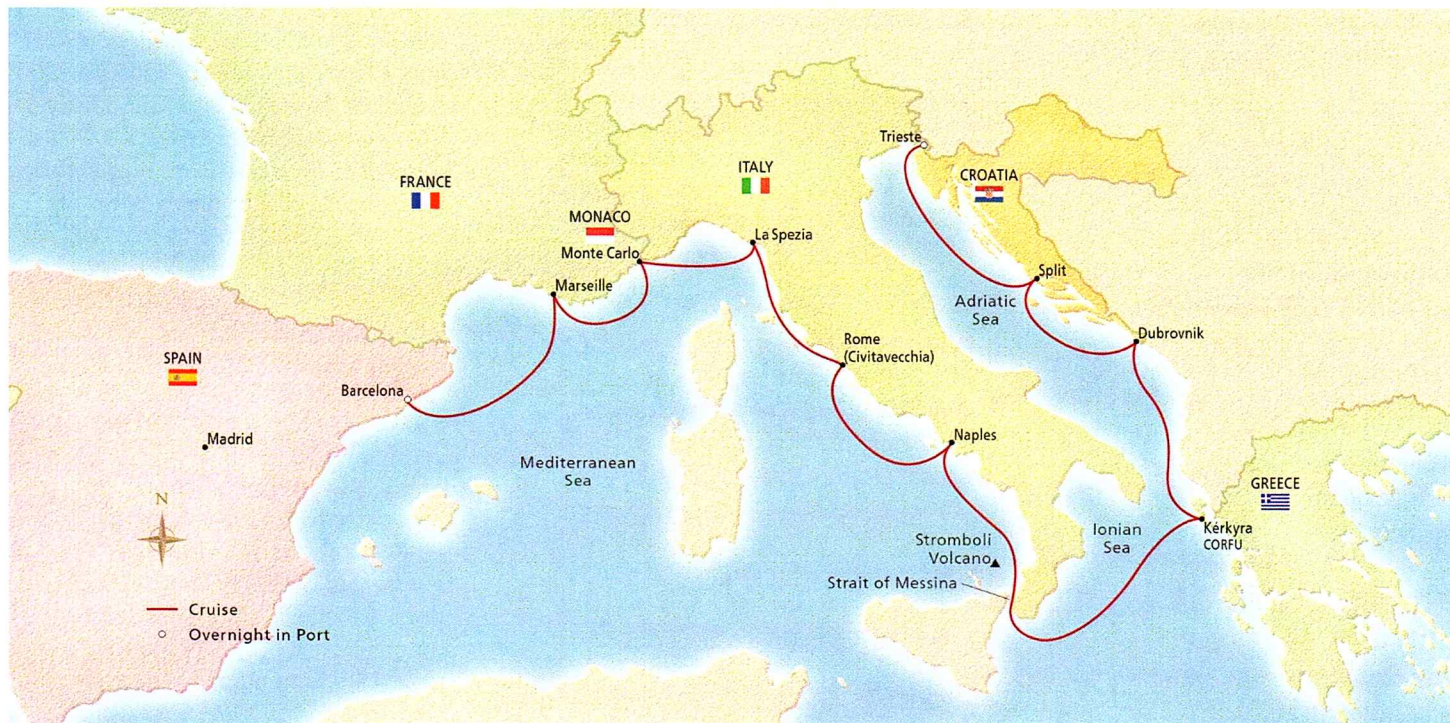 Trieste
ITALY
CROATIA
FRANCE
MONACO
Monte Carlo
La Spezia
Marseille
Split
Adriatic
Sea
Dubrovnik
Rome
(Civitavecchia)
SPAIN
Barcelona
Madrid
Naples
Mediterranean
Sea
GREECE
N
Kérkyra
CORFU
Ionian
Sea
Stromboli
Volcano
Strait of Messina
Cruise
Overnight in Port